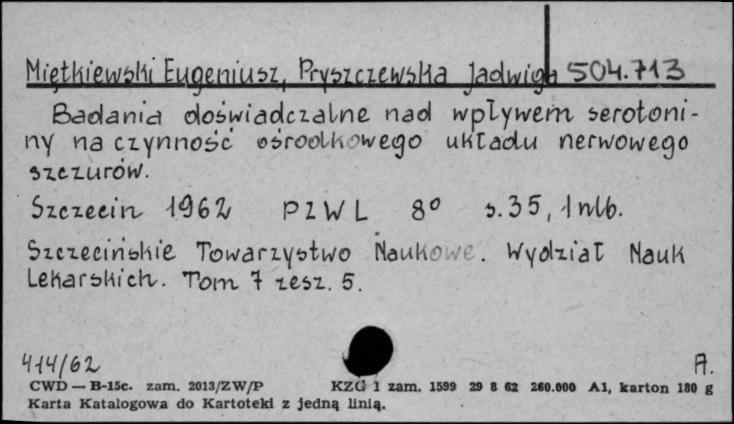 Miętkiewski Eugeniusz, Pryszczewska Jadwiga 504.713
Badania doświadczalne nad wpływem serotoni-
ny na czynność ośrodkowego układu nerwowego
szczurów.
Szczecin 1962 PZWL 8° s.35, 1 nlb.
Szczecińskie Towarzystwo Naukowe. Wydział Nauk
Lekarskich. Tom 7 zesz. 5.
414/62 A.
CWD — B-15c. zam. 2013/ZW/P KZG 1 zam. 1599 29 8 62 260.000 A1, karton 180 g
Karta Katalogowa do Kartoteki z jedną linią.